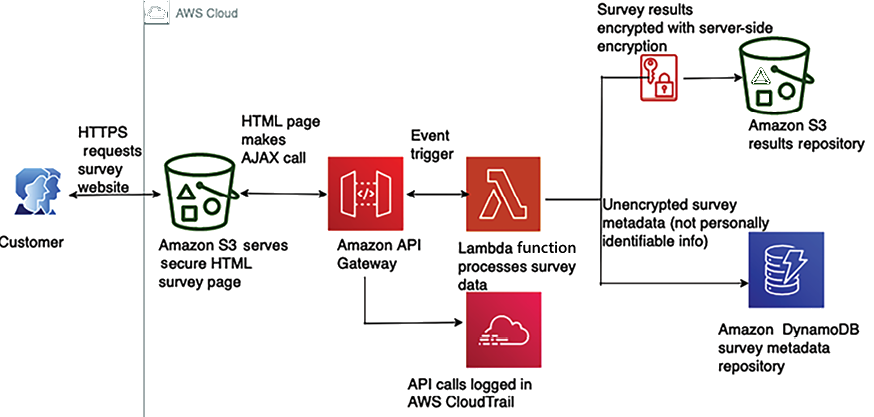 AWS Cloud
Survey results
encrypted with server-side
encryption
HTTPS
requests
survey
website
HTML page
makes
AJAX call
Event
trigger
Amazon S3
results repository
Customer
Amazon S3 serves
secure HTML
survey page
Amazon API
Gateway
Lambda function
processes survey
data
Unencrypted survey
metadata (not personally
identifiable info)
Amazon DynamoDB
survey metadata
repository
API calls logged in
AWS CloudTrail